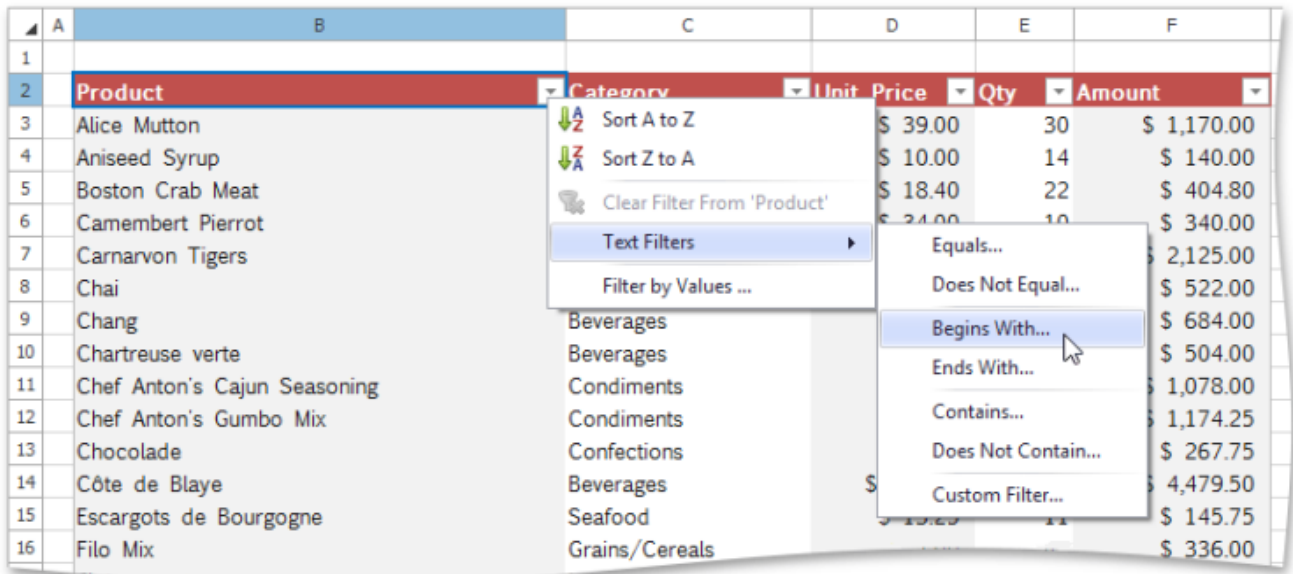 A B C D E F
1
2 Product Category Unit Price Qty Amount
3 Alice Mutton $ 39.00 30 $ 1,170.00
4 Aniseed Syrup $ 10.00 14 $ 140.00
5 Boston Crab Meat $ 18.40 22 $ 404.80
6 Camembert Pierrot $ 34.00 10 $ 340.00
7 Carnarvon Tigers $ 2,125.00
8 Chai $ 522.00
9 Chang Beverages $ 684.00
10 Chartreuse verte Beverages $ 504.00
11 Chef Anton's Cajun Seasoning Condiments $ 1,078.00
12 Chef Anton's Gumbo Mix Condiments $ 1,174.25
13 Chocolade Confections $ 267.75
14 Côte de Blaye Beverages $ $ 4,479.50
15 Escargots de Bourgogne Seafood $ 13.25 11 $ 145.75
16 Filo Mix Grains/Cereals $ 336.00
Sort A to Z
Sort Z to A
Clear Filter From 'Product'
Text Filters
Filter by Values ...
Equals...
Does Not Equal...
Begins With...
Ends With...
Contains...
Does Not Contain...
Custom Filter...